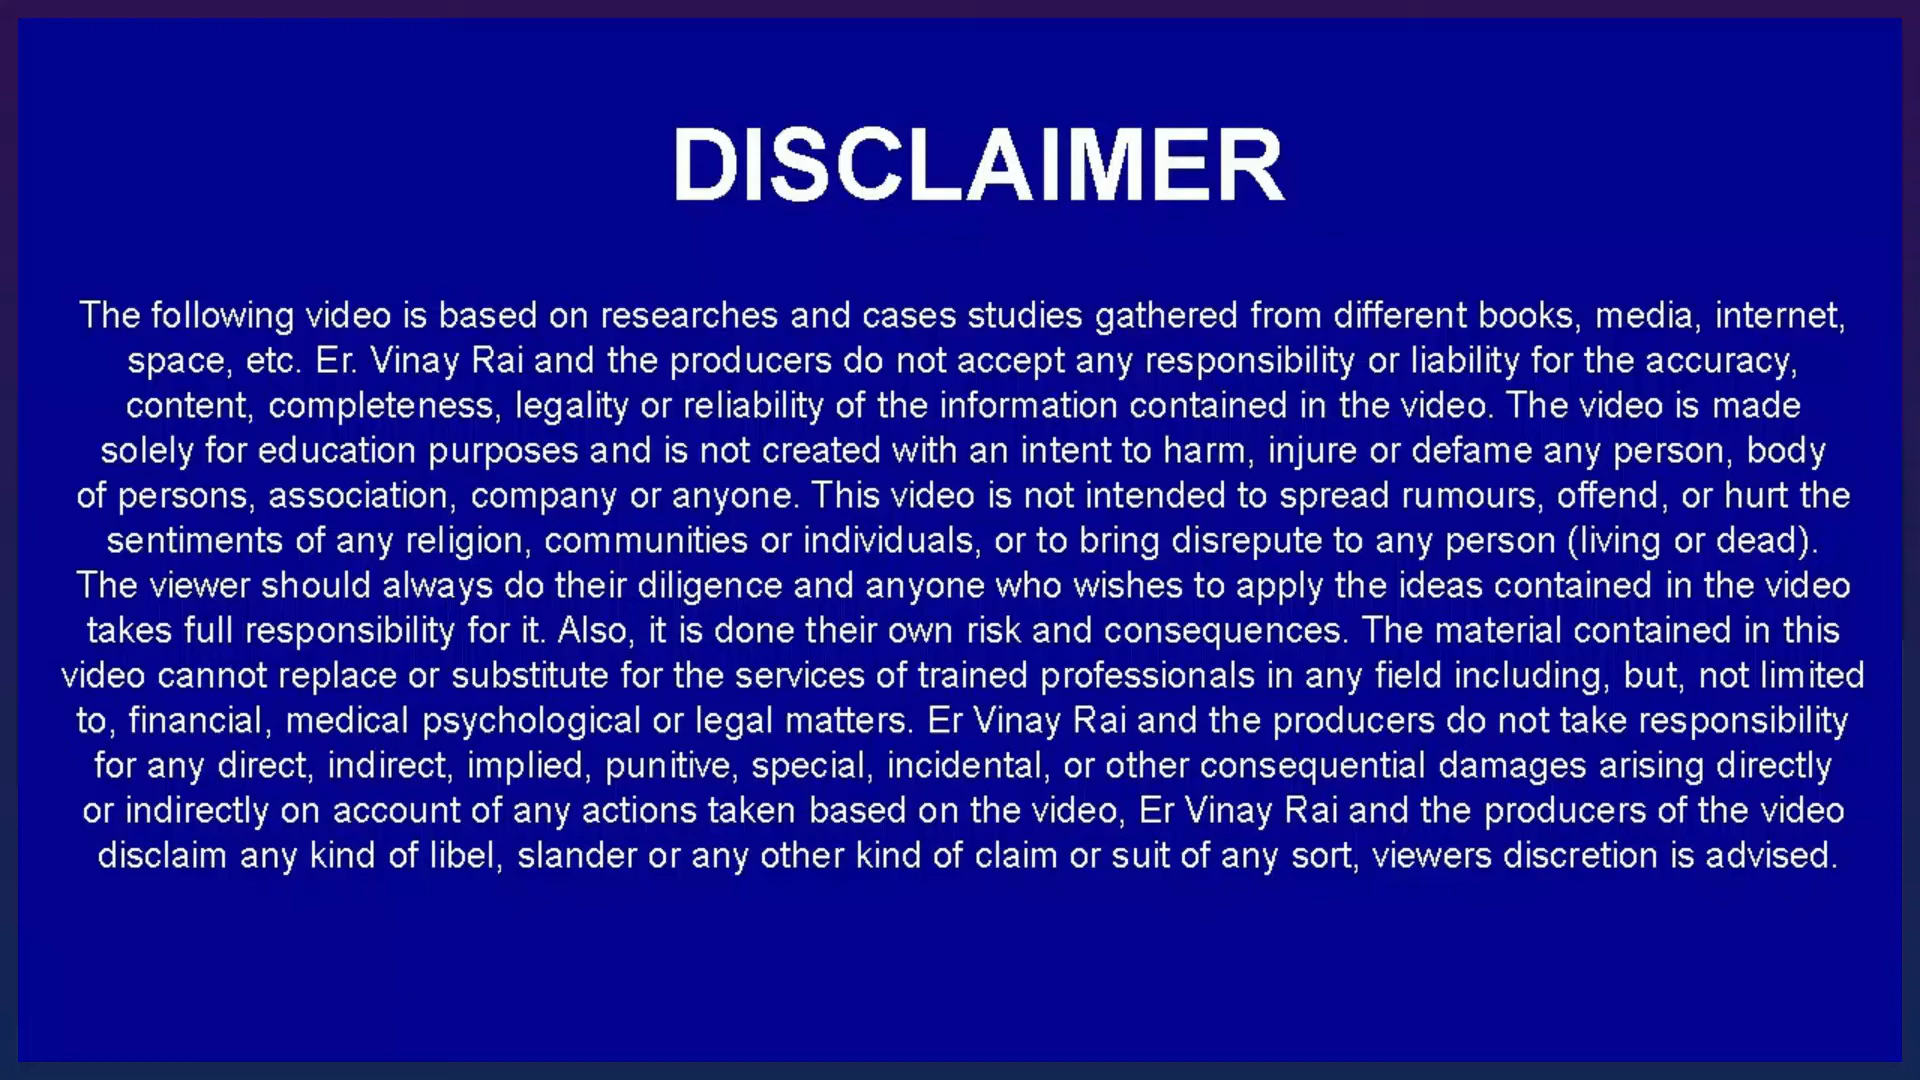 DISCLAIMER
The following video is based on researches and cases studies gathered from different books, media, internet,
space, etc. Er. Vinay Rai and the producers do not accept any responsibility or liability for the accuracy,
content, completeness, legality or reliability of the information contained in the video. The video is made
solely for education purposes and is not created with an intent to harm, injure or defame any person, body
of persons, association, company or anyone. This video is not intended to spread rumours, offend, or hurt the
sentiments of any religion, communities or individuals, or to bring disrepute to any person (living or dead).
The viewer should always do their diligence and anyone who wishes to apply the ideas contained in the video
takes full responsibility for it. Also, it is done their own risk and consequences. The material contained in this
video cannot replace or substitute for the services of trained professionals in any field including, but, not limited
to, financial, medical psychological or legal matters. Er Vinay Rai and the producers do not take responsibility
for any direct, indirect, implied, punitive, special, incidental, or other consequential damages arising directly
or indirectly on account of any actions taken based on the video, Er Vinay Rai and the producers of the video
disclaim any kind of libel, slander or any other kind of claim or suit of any sort, viewers discretion is advised.